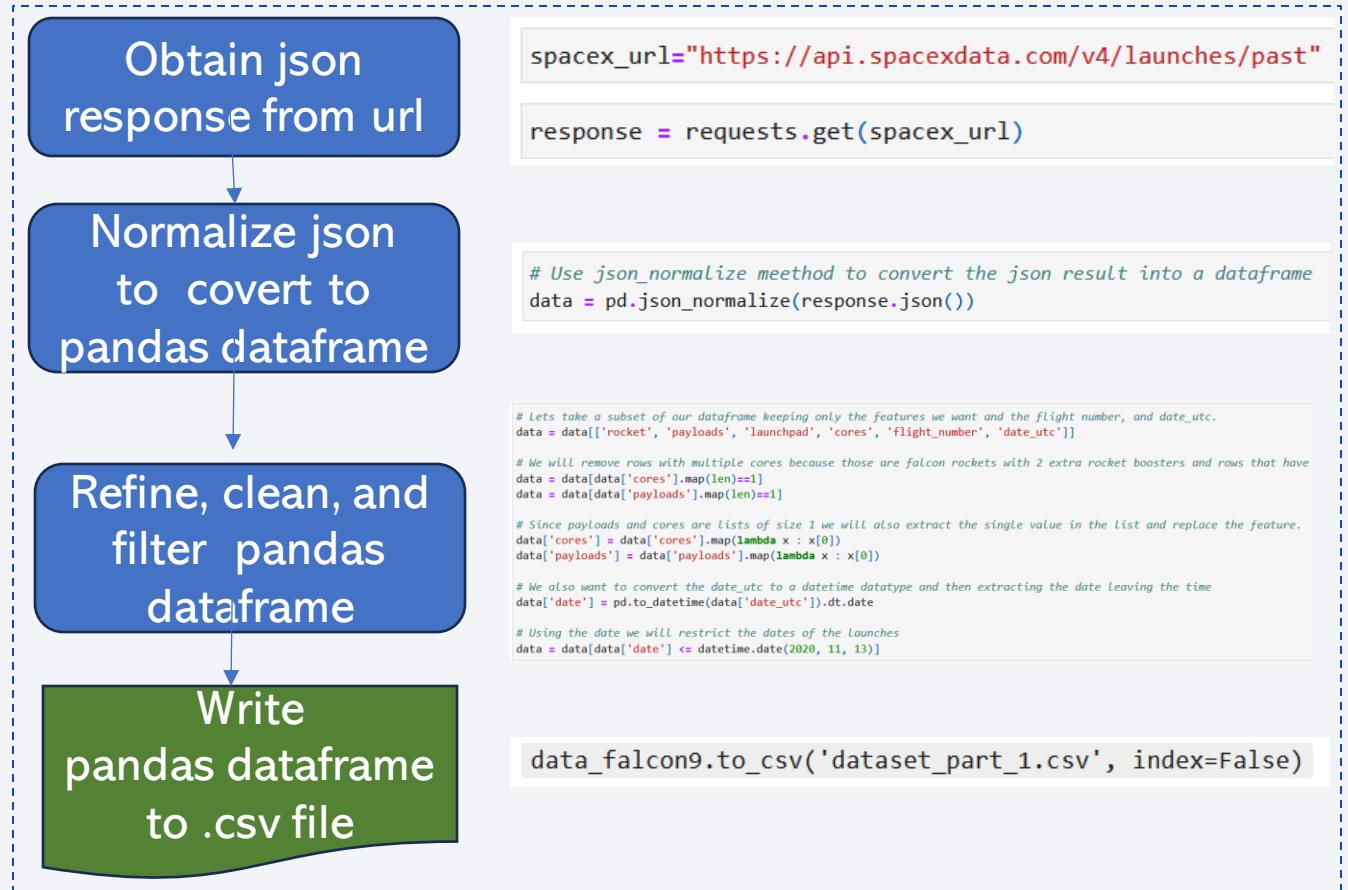 Obtain json
response from url
spacex_url="https://api.spacexdata.com/v4/launches/past"
response = requests.get(spacex_url)
Normalize json
to covert to
pandas dataframe
# Use json_normalize meethod to convert the json result into a dataframe
data = pd.json_normalize(response.json())
Refine, clean, and
filter pandas
dataframe
# Lets take a subset of our dataframe keeping only the features we want and the flight number, and date_utc.
data = data[['rocket', 'payloads', 'launchpad', 'cores', 'flight_number', 'date_utc']]
# We will remove rows with multiple cores because those are falcon rockets with 2 extra rocket boosters and rows that have
data = data[data['cores'].map(len)==1]
data = data[data['payloads'].map(len)==1]
# Since payloads and cores are lists of size 1 we will also extract the single value in the list and replace the feature.
data['cores'] = data['cores'].map(lambda x : x[0])
data['payloads'] = data['payloads'].map(lambda x : x[0])
# We also want to convert the date_utc to a datetime datatype and then extracting the date leaving the time
data['date'] = pd.to_datetime(data['date_utc']).dt.date
# Using the date we will restrict the dates of the launches
data = data[data['date'] <= datetime.date(2020, 11, 13)]
Write
pandas dataframe
to .csv file
data_falcon9.to_csv('dataset_part_1.csv', index=False)